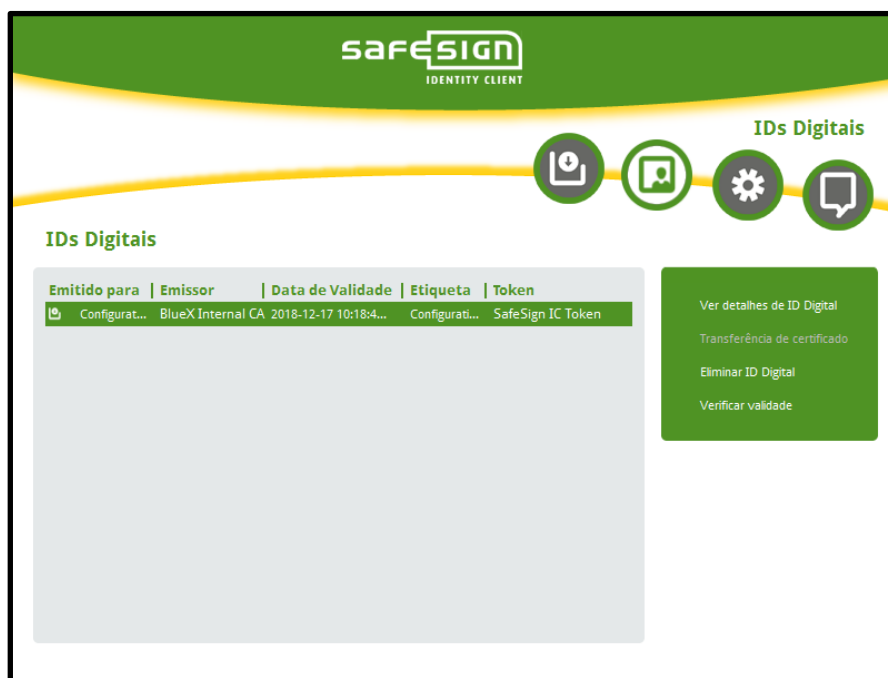 safesign
IDENTITY CLIENT
IDs Digitais
IDs Digitais
Emitido para | Emissor | Data de Validade | Etiqueta | Token
Configurat... BlueX Internal CA 2018-12-17 10:18:4... Configurati... SafeSign IC Token
Ver detalhes de ID Digital
Transferência de certificado
Eliminar ID Digital
Verificar validade